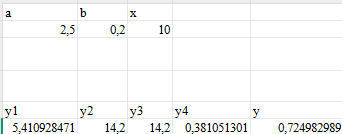 a b x
2,5 0,2 10
y1 y2 y3 y4 y
5,410928471 14,2 14,2 0,381051301 0,724982989